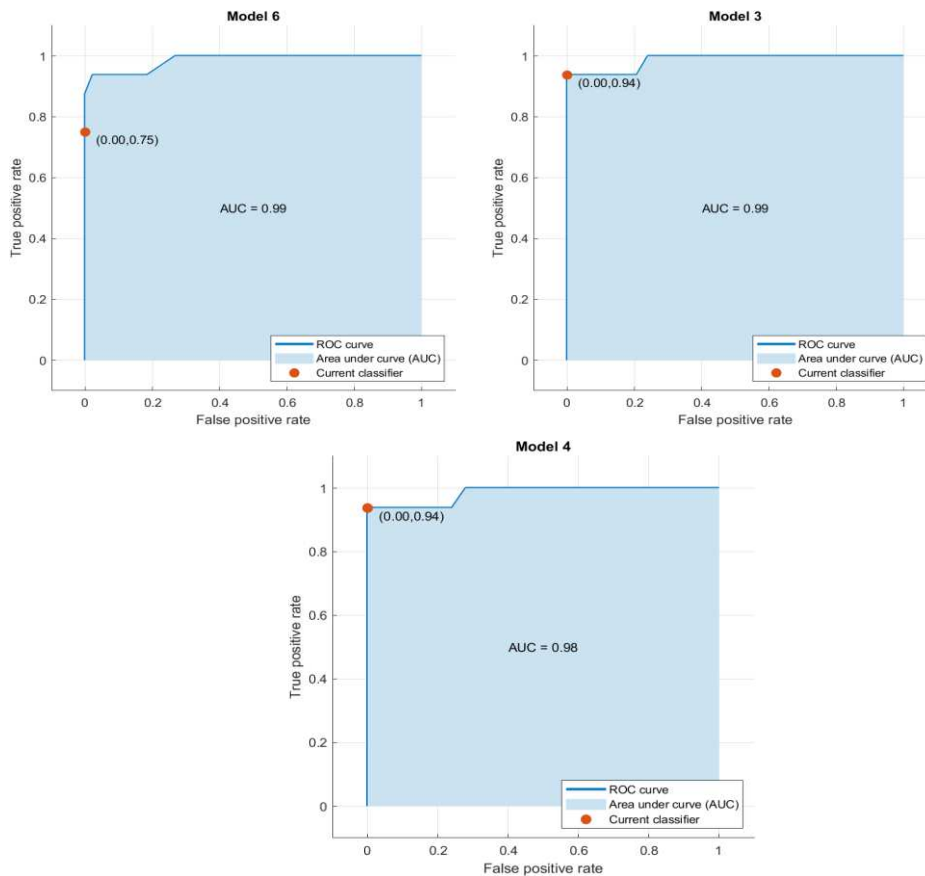 Model 6
1
0.8
0.6
0.4
0.2
0
True positive rate
(0.00,0.75)
AUC = 0.99
ROC curve
Area under curve (AUC)
Current classifier
0 0.2 0.4 0.6 0.8 1
False positive rate
Model 3
1
0.8
0.6
0.4
0.2
0
True positive rate
(0.00,0.94)
AUC = 0.99
ROC curve
Area under curve (AUC)
Current classifier
0 0.2 0.4 0.6 0.8 1
False positive rate
Model 4
1
0.8
0.6
0.4
0.2
0
True positive rate
(0.00,0.94)
AUC = 0.98
ROC curve
Area under curve (AUC)
Current classifier
0 0.2 0.4 0.6 0.8 1
False positive rate